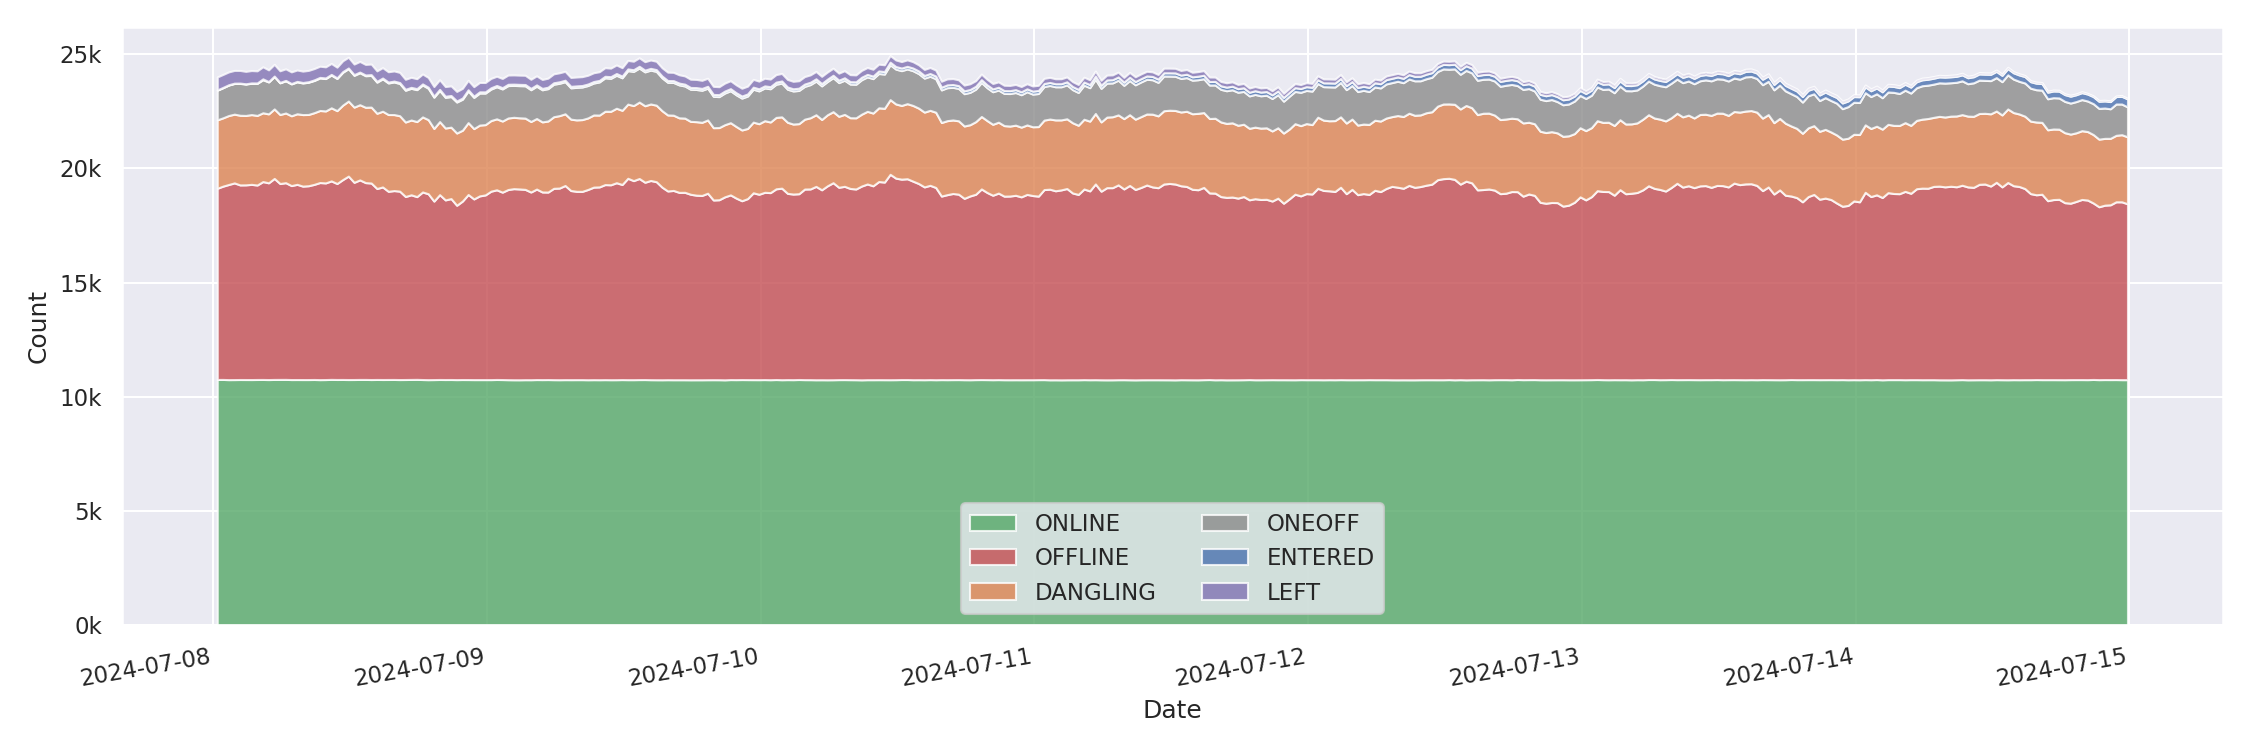 25k
20k
15k
10k
5k
0k
Count
ONLINE
OFFLINE
DANGLING
ONEOFF
ENTERED
LEFT
2024-07-08
2024-07-09
2024-07-10
2024-07-11
2024-07-12
2024-07-13
2024-07-14
2024-07-15
Date